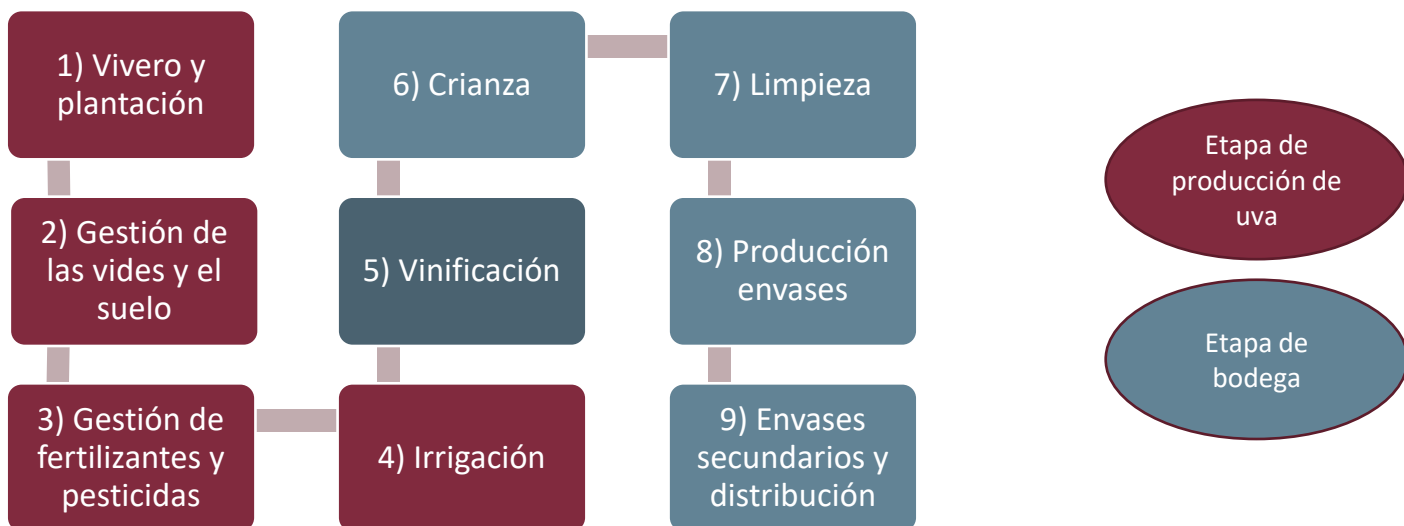 1) Vivero y
plantación
2) Gestión de
las vides y el
suelo
3) Gestión de
fertilizantes y
pesticidas
4) Irrigación
5) Vinificación
6) Crianza
7) Limpieza
8) Producción
envases
9) Envases
secundarios y
distribución
Etapa de
producción de
uva
Etapa de
bodega